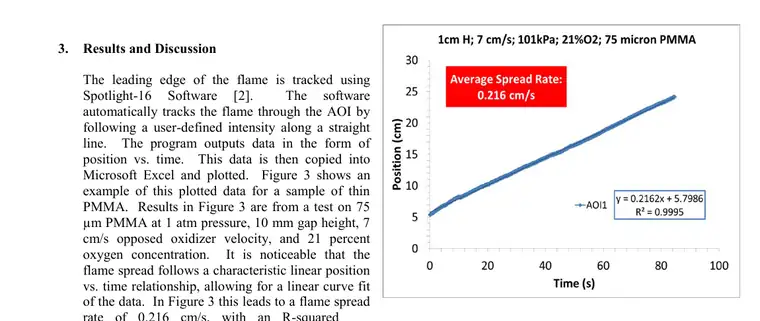 3. Results and Discussion
The leading edge of the flame is tracked using
Spotlight-16 Software [2]. The software
automatically tracks the flame through the AOI by
following a user-defined intensity along a straight
line. The program outputs data in the form of
position vs. time. This data is then copied into
Microsoft Excel and plotted. Figure 3 shows an
example of this plotted data for a sample of thin
PMMA. Results in Figure 3 are from a test on 75
µm PMMA at 1 atm pressure, 10 mm gap height, 7
cm/s opposed oxidizer velocity, and 21 percent
oxygen concentration. It is noticeable that the
flame spread follows a characteristic linear position
vs. time relationship, allowing for a linear curve fit
of the data. In Figure 3 this leads to a flame spread
rate of 0.216 cm/s, with an R-squared
1cm H; 7 cm/s; 101kPa; 21%O2; 75 micron PMMA
Average Spread Rate:
0.216 cm/s
Position (cm)
30
25
20
15
10
5
0
AOI1
y = 0.2162x + 5.7986
R² = 0.9995
0 20 40 60 80 100
Time (s)